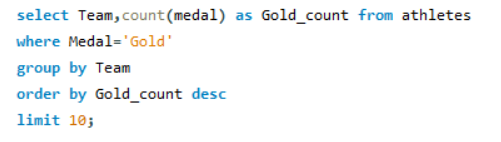 select Team,count(medal) as Gold_count from athletes
where Medal='Gold'
group by Team
order by Gold_count desc
limit 10;